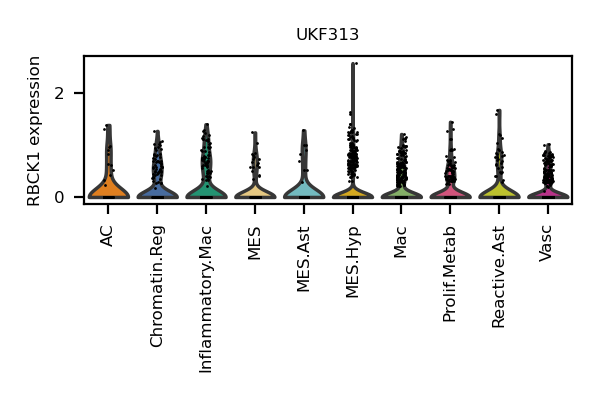 UKF313
RBCK1 expression
2
0
AC
Chromatin.Reg
Inflammatory.Mac
MES
MES.Ast
MES.Hyp
Mac
Prolif.Metab
Reactive.Ast
Vasc